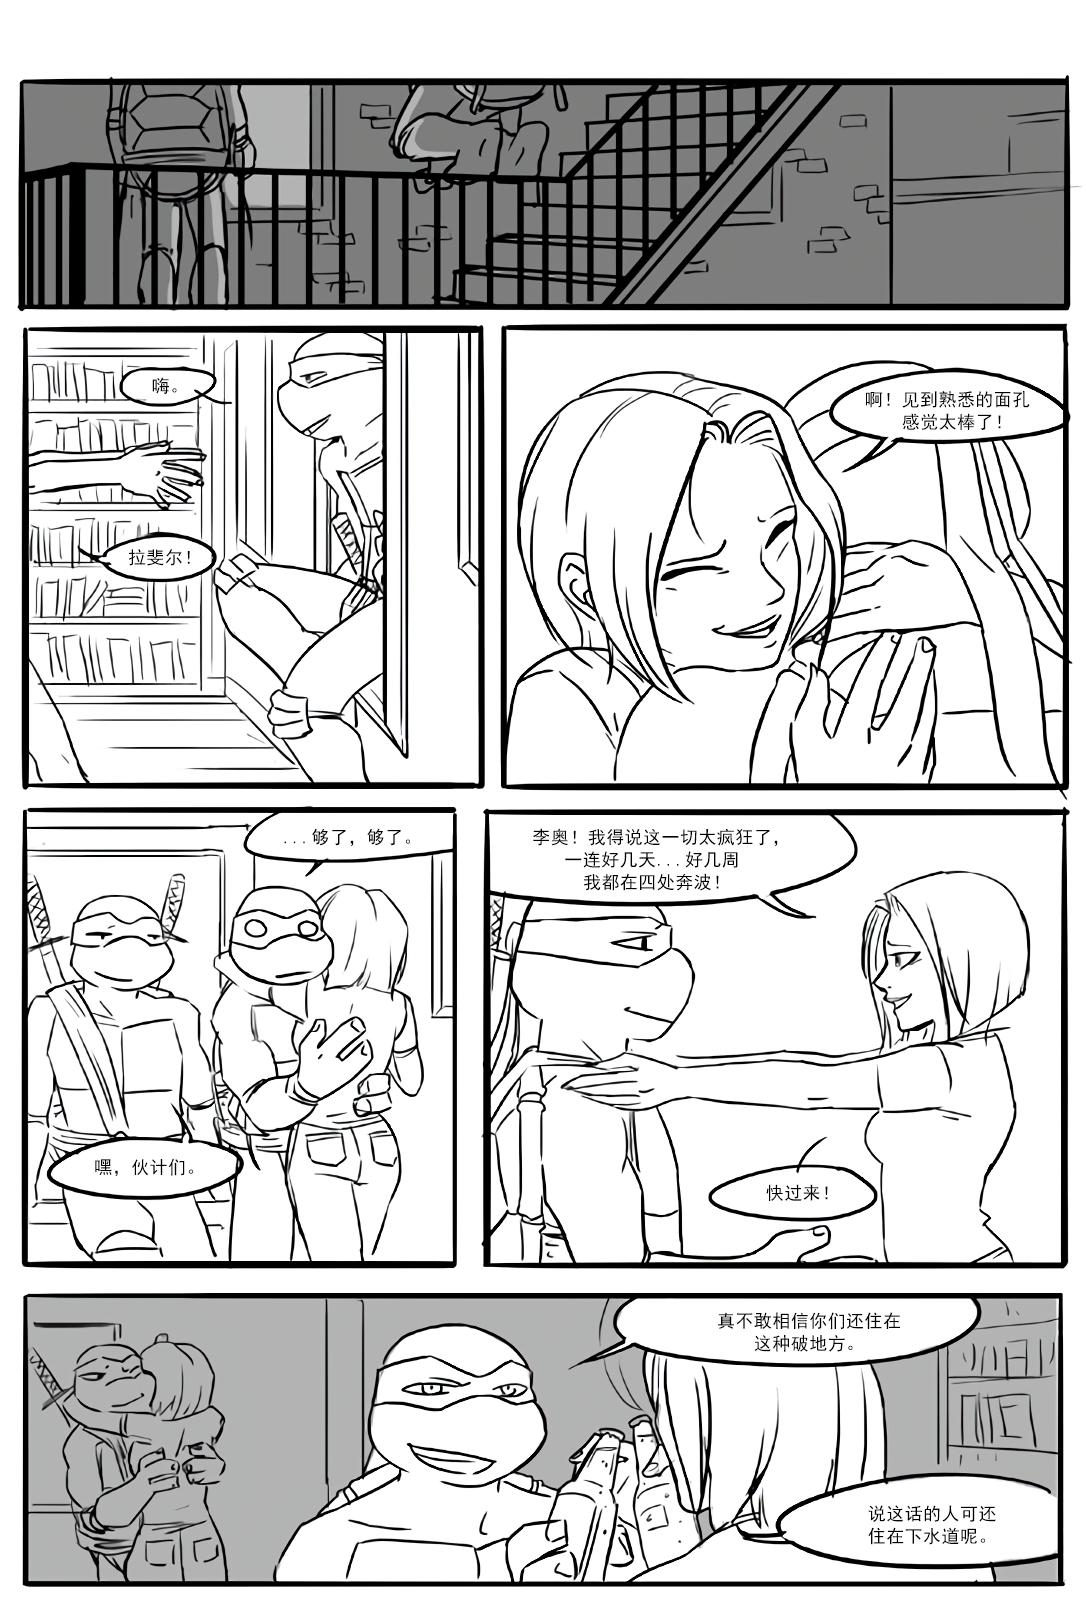 嗨。
拉斐尔！
啊！见到熟悉的面孔
感觉太棒了！
...够了，够了。
嘿，伙计们。
李奥！我得说这一切太疯狂了，
一连好几天...好几周
我都在四处奔波！
快过来！
真不敢相信你们还住在
这种破地方。
说这话的人可还
住在下水道呢。